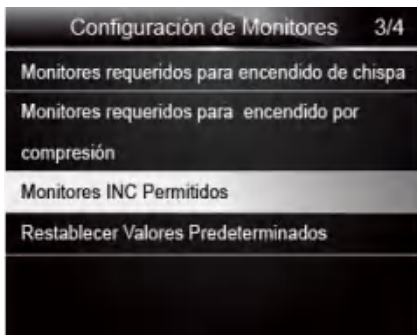 Configuración de Monitores 3/4
Monitores requeridos para encendido de chispa
Monitores requeridos para encendido por
compresión
Monitores INC Permitidos
Restablecer Valores Predeterminados